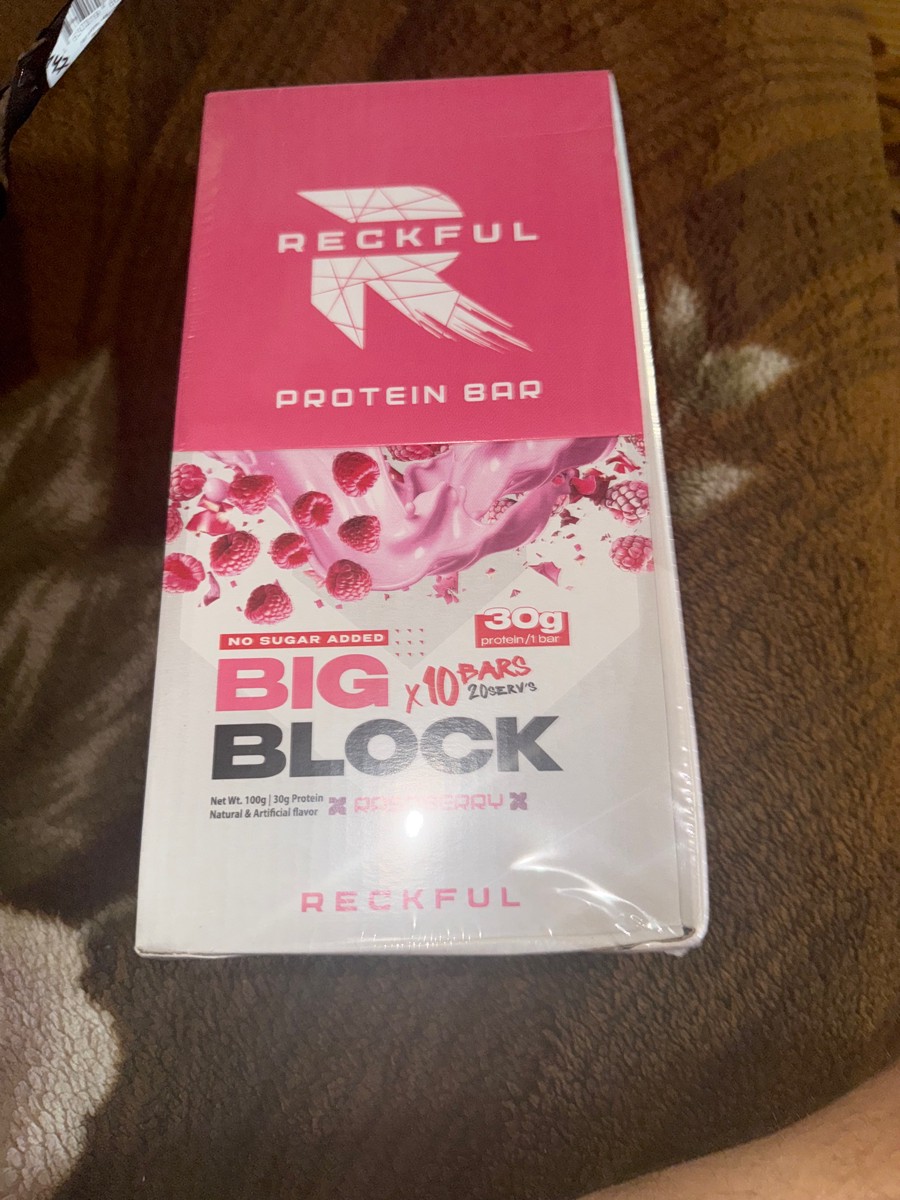 RECKFUL
PROTEIN BAR
NO SUGAR ADDED
30g
protein/1 bar
BIG
x10 BARS
20SERV'S
BLOCK
Net Wt. 100g | 30g Protein
Natural & Artificial flavor
RASPBERRY
RECKFUL